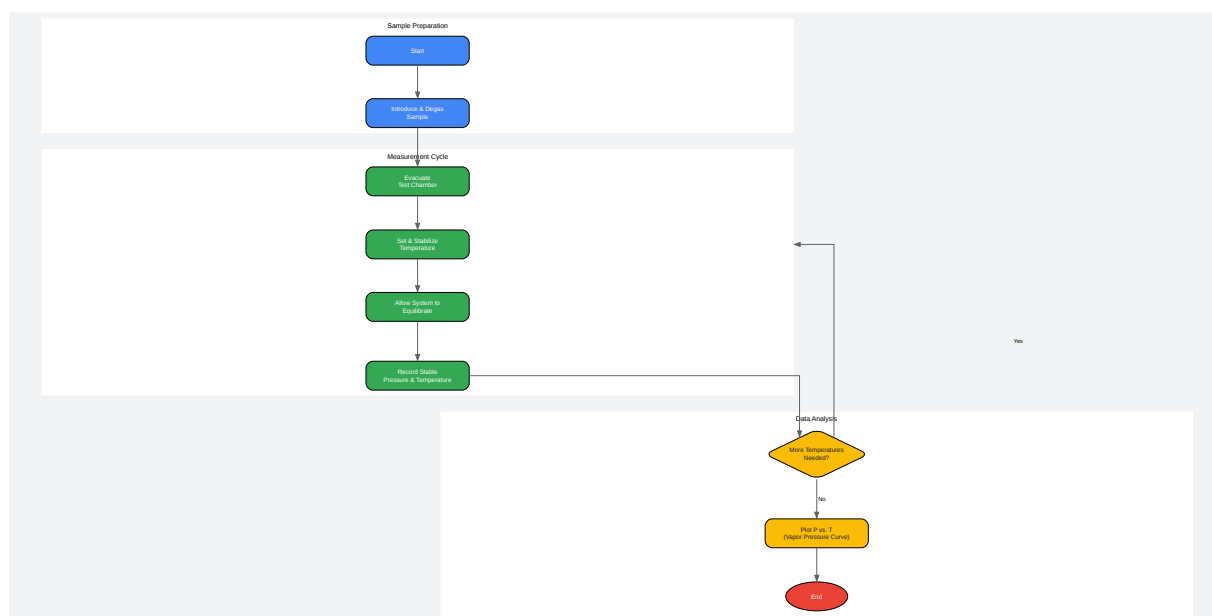 Sample Preparation
Start
Introduce & Degas
Sample
Measurement Cycle
Evacuate
Test Chamber
Set & Stabilize
Temperature
Allow System to
Equilibrate
Yes
Record Stable
Pressure & Temperature
Data Analysis
More Temperatures
Needed?
No
Plot P vs. T
(Vapor Pressure Curve)
End